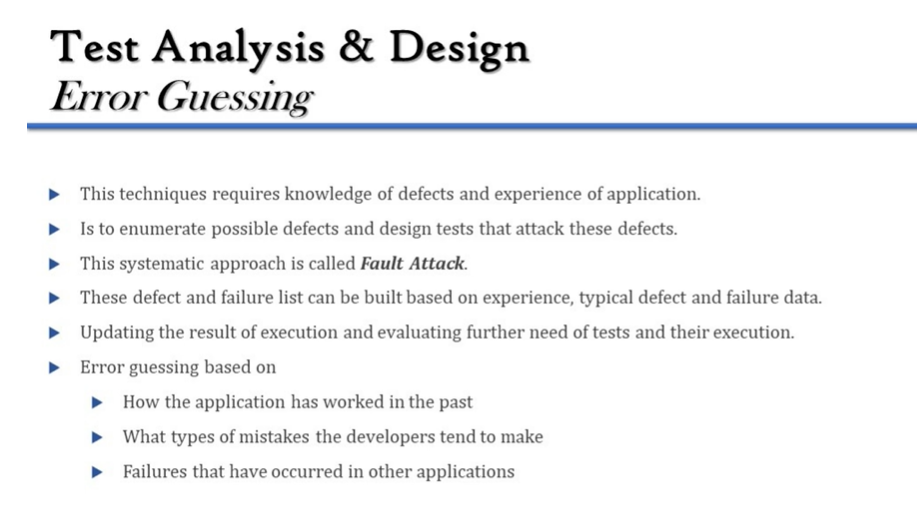 Test Analysis & Design
Error Guessing
This techniques requires knowledge of defects and experience of application.
Is to enumerate possible defects and design tests that attack these defects.
This systematic approach is called Fault Attack.
These defect and failure list can be built based on experience, typical defect and failure data.
Updating the result of execution and evaluating further need of tests and their execution.
Error guessing based on
How the application has worked in the past
What types of mistakes the developers tend to make
Failures that have occurred in other applications